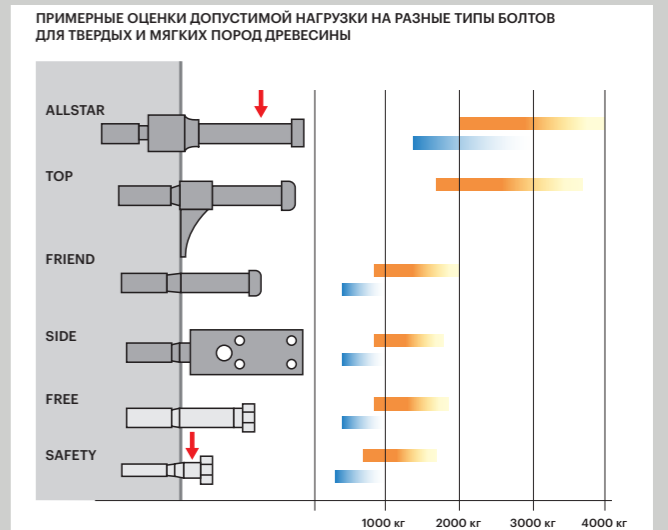 ПРИМЕРНЫЕ ОЦЕНКИ ДОПУСТИМОЙ НАГРУЗКИ НА РАЗНЫЕ ТИПЫ БОЛТОВ
ДЛЯ ТВЕРДЫХ И МЯГКИХ ПОРОД ДРЕВЕСИНЫ
ALLSTAR
TOP
FRIEND
SIDE
FREE
SAFETY
1000 кг 2000 кг 3000 кг 4000 кг